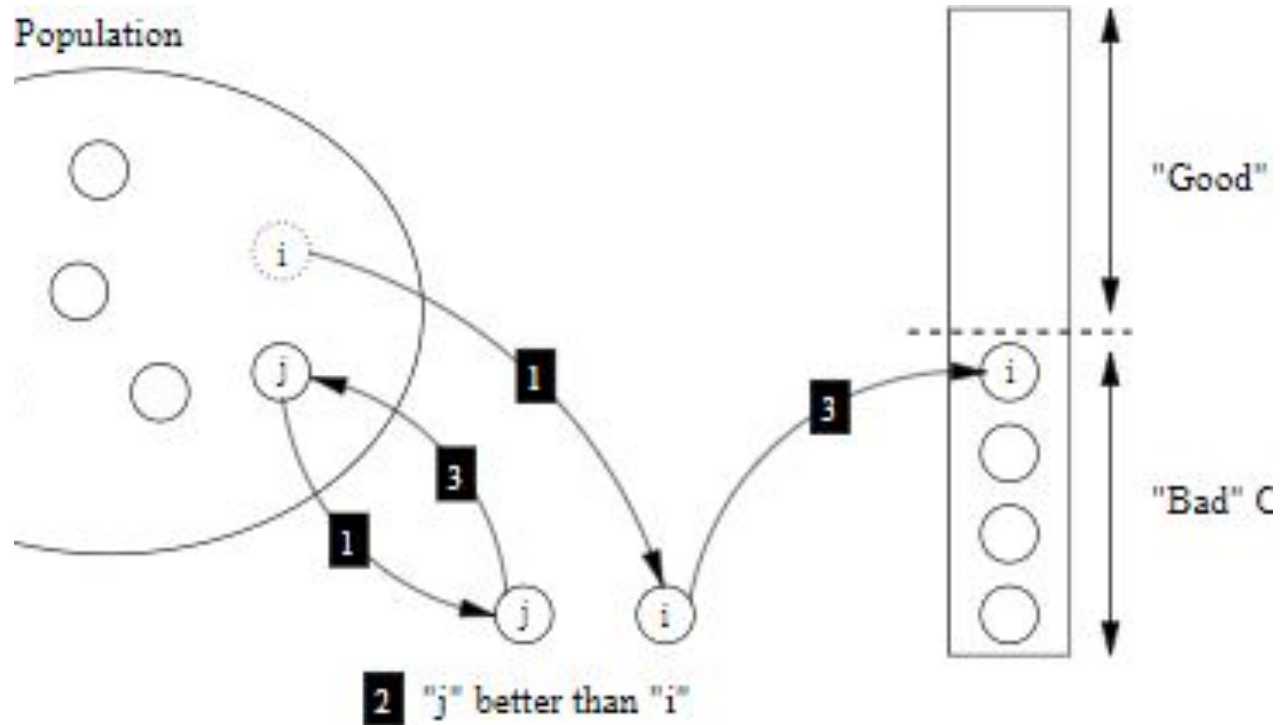 Population
i
j
1
3
1
j
i
2 "j" better than "i"
3
i
"Good"
"Bad" C